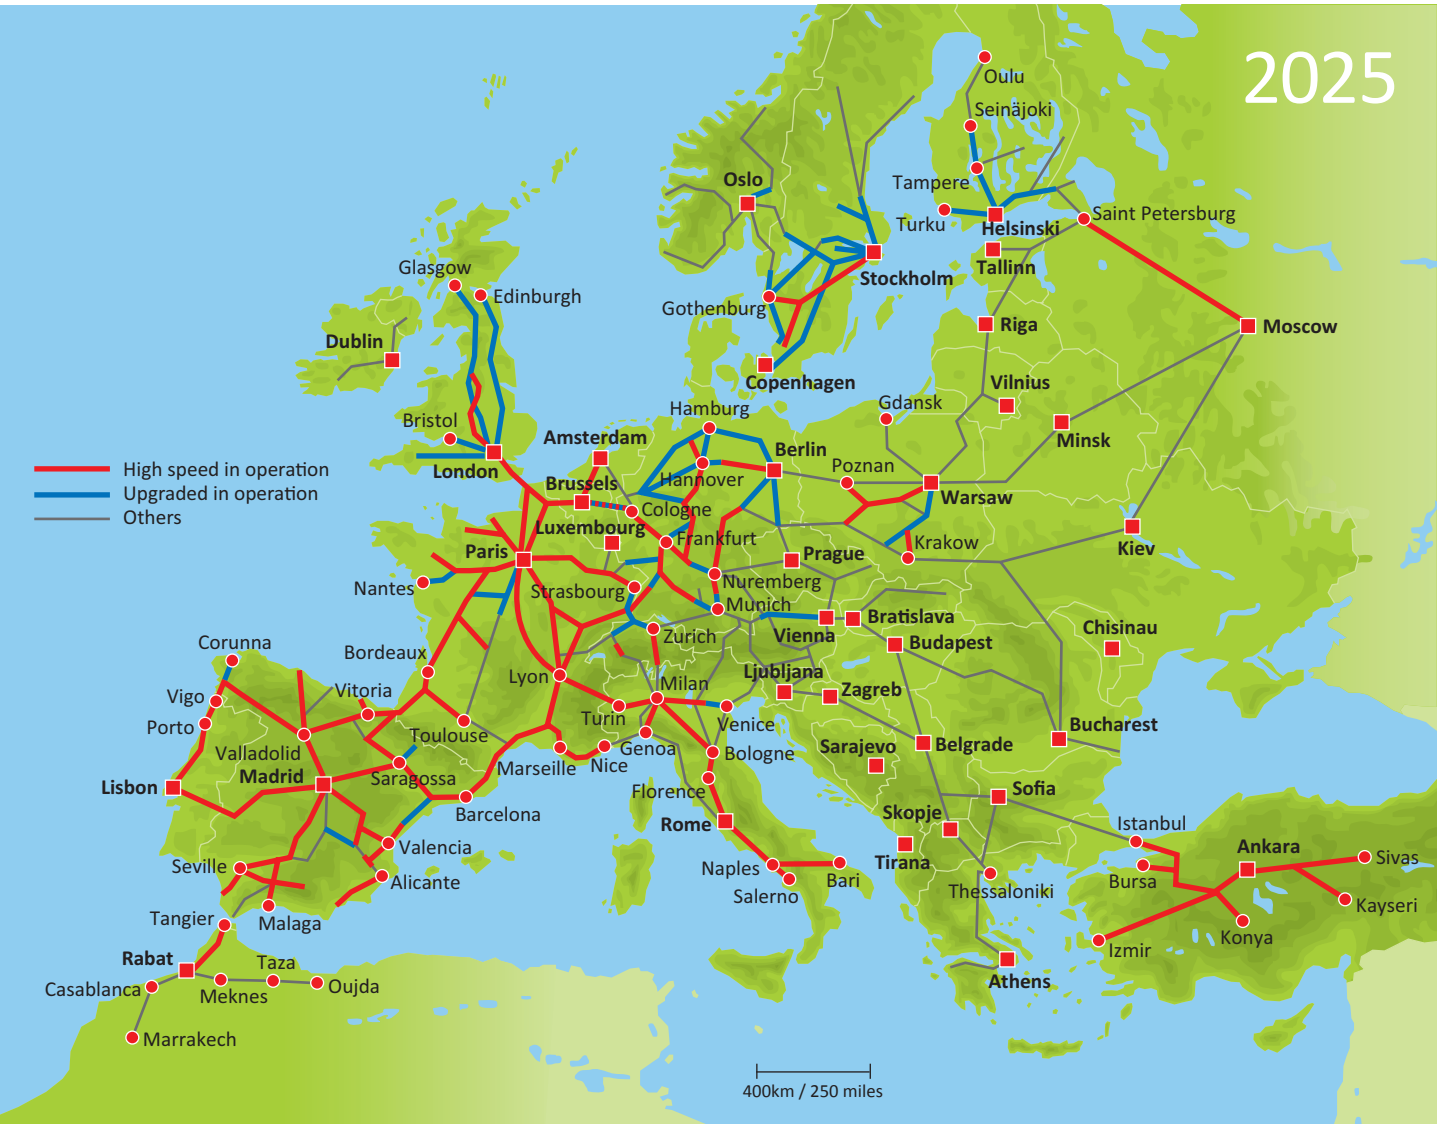 2025
Oulu
Seinäjoki
Oslo
Tampere
Saint Petersburg
Turku
Helsinski
Tallinn
Glasgow
Stockholm
Edinburgh
Gothenburg
Riga
Moscow
Dublin
Copenhagen
Vilnius
Gdansk
Hamburg
Bristol
Amsterdam
Minsk
Berlin
Poznan
High speed in operation
London
Hannover
Brussels
Upgraded in operation
Warsaw
Cologne
Others
Luxembourg
Frankfurt
Krakow
Kiev
Paris
Prague
Nuremberg
Nantes
Strasbourg
Munich
Bratislava
Chisinau
Vienna
Zurich
Corunna
Budapest
Bordeaux
Ljubljana
Lyon
Milan
Vigo
Vitoria
Zagreb
Porto
Turin
Venice
Bucharest
Toulouse
Valladolid
Genoa
Sarajevo
Belgrade
Bologne
Marseille
Nice
Madrid
Saragossa
Lisbon
Florence
Sofia
Barcelona
Skopje
Rome
Istanbul
Valencia
Ankara
Tirana
Sivas
Seville
Naples
Alicante
Bari
Bursa
Thessaloniki
Salerno
Kayseri
Tangier
Malaga
Konya
Izmir
Rabat
Taza
Athens
Casablanca
Meknes
Oujda
Marrakech
400km / 250 miles